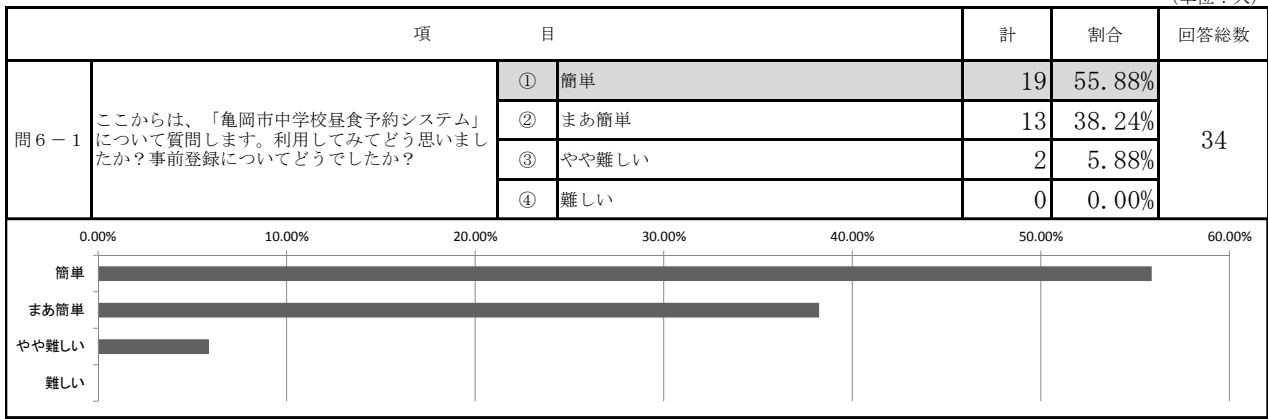 項　目　計　割合　回答総数
問６－１
ここからは、「亀岡市中学校昼食予約システム」
について質問します。利用してみてどう思いまし
たか？事前登録についてどうでしたか？
① 簡単 19 55.88%
② まあ簡単 13 38.24%
③ やや難しい 2 5.88%
④ 難しい 0 0.00%
34
0.00% 10.00% 20.00% 30.00% 40.00% 50.00% 60.00%
簡単
まあ簡単
やや難しい
難しい